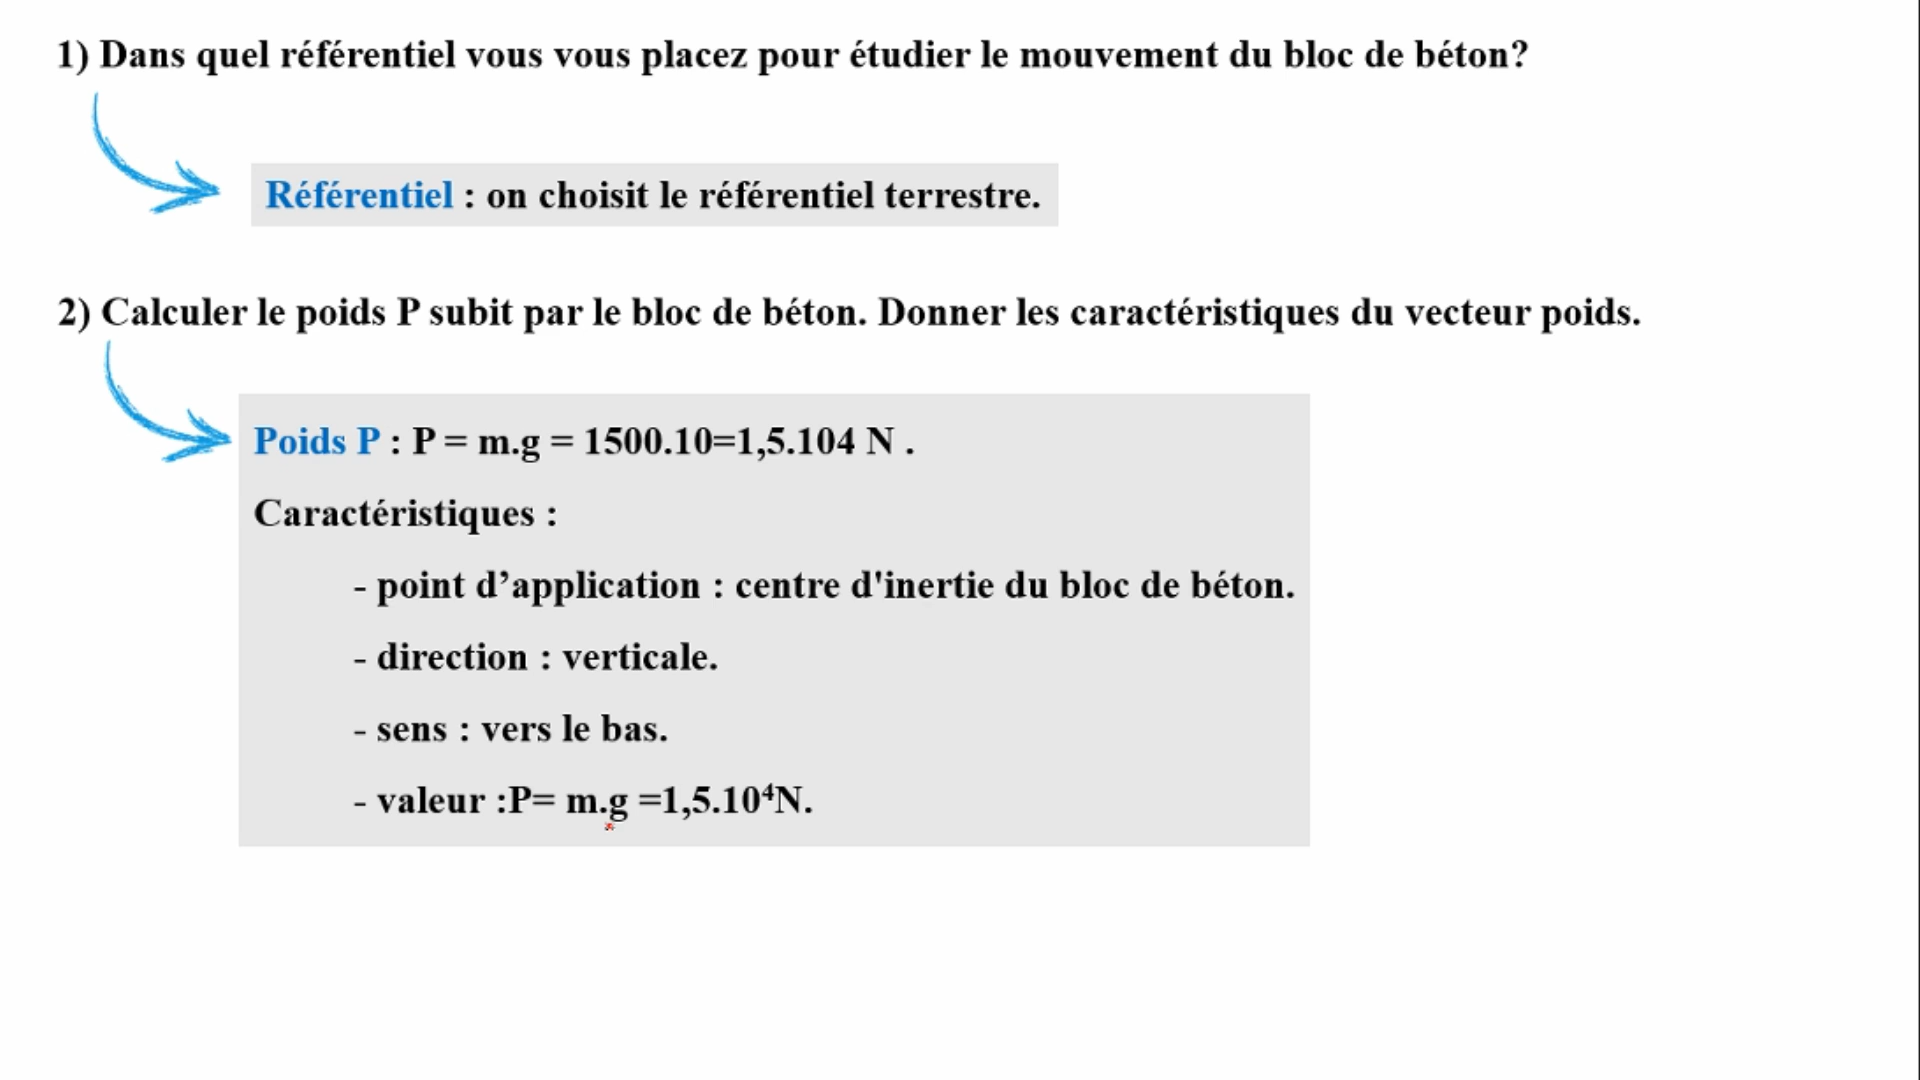 1) Dans quel référentiel vous vous placez pour étudier le mouvement du bloc de béton?
Référentiel : on choisit le référentiel terrestre.
2) Calculer le poids P subit par le bloc de béton. Donner les caractéristiques du vecteur poids.
Poids P : P = m.g = 1500.10=1,5.104 N .
Caractéristiques :
- point d’application : centre d'inertie du bloc de béton.
- direction : verticale.
- sens : vers le bas.
- valeur :P= m.g =1,5.10⁴N.